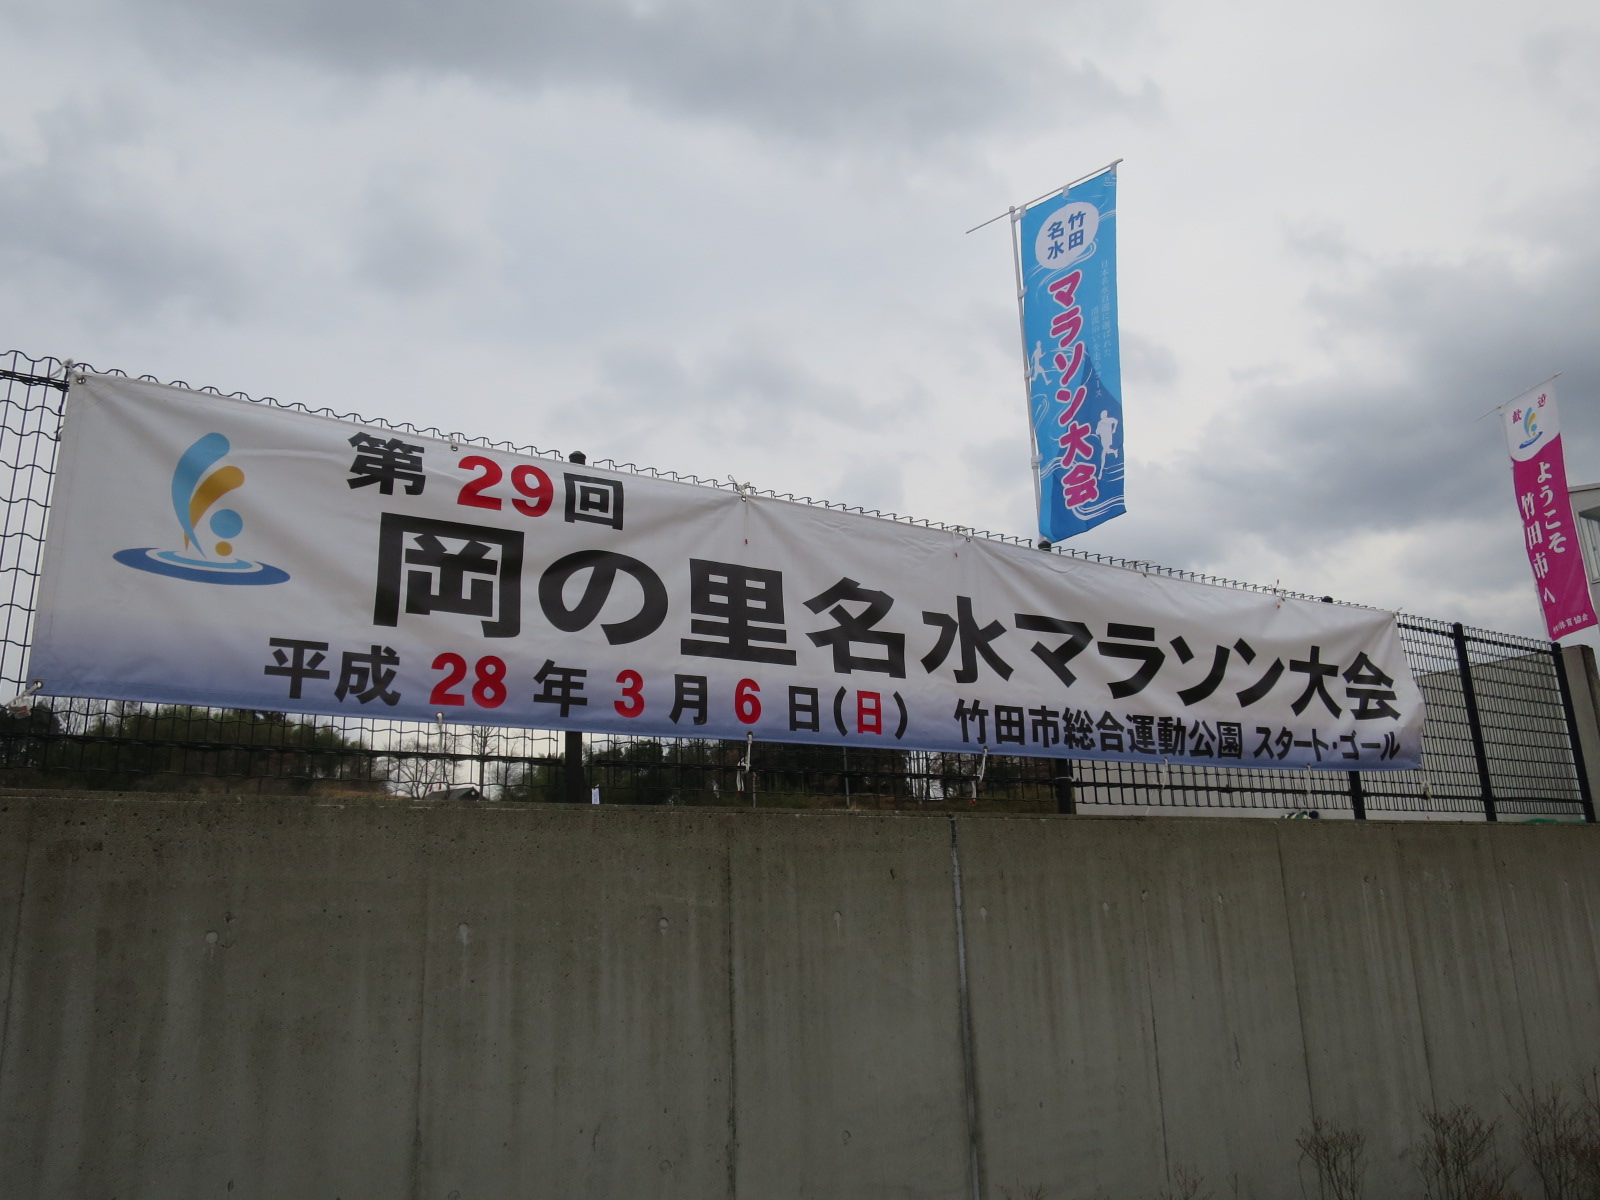 第29回
岡の里名水マラソン大会
平成28年3月6日(日) 竹田市総合運動公園 スタート・ゴール
竹田
名水
マラソン大会
歓迎
ようこそ
竹田市へ